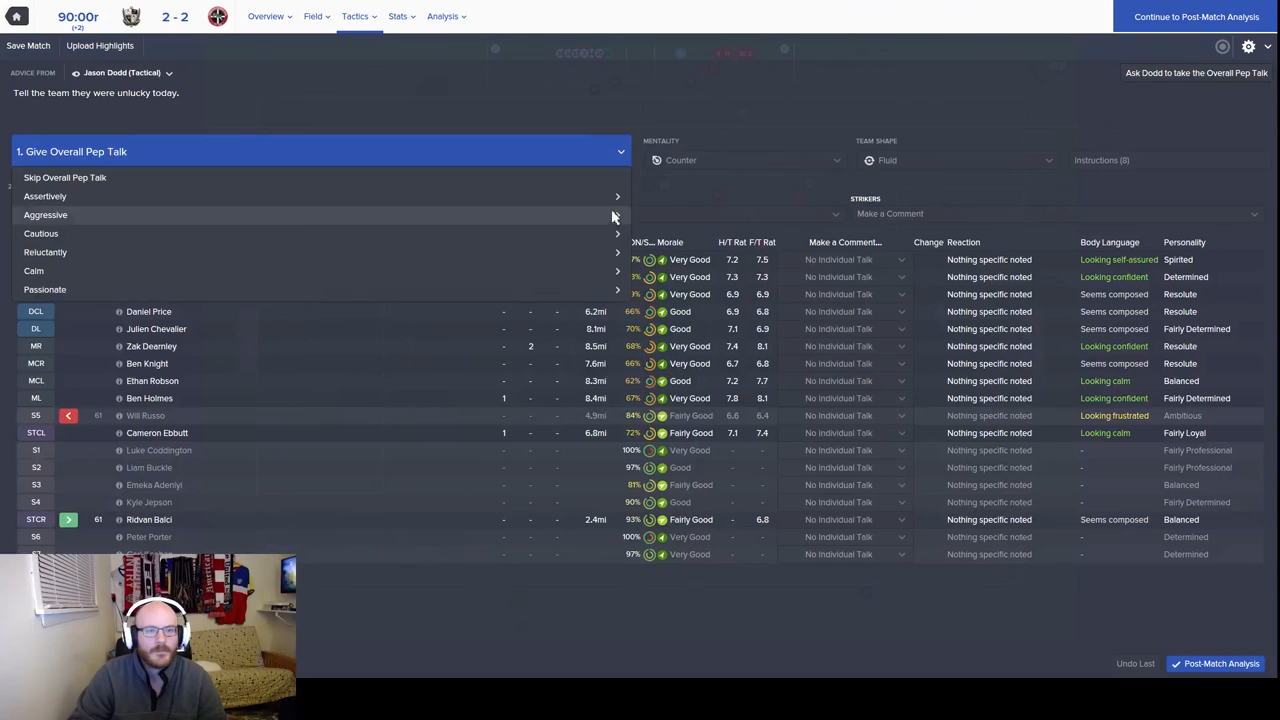 90:00r
(+2)
2 - 2
Overview
Field
Tactics
Stats
Analysis
Continue to Post-Match Analysis
Save Match
Upload Highlights
ADVICE FROM
Jason Dodd (Tactical)
Ask Dodd to take the Overall Pep Talk
Tell the team they were unlucky today.
1. Give Overall Pep Talk
MENTALITY
Counter
TEAM SHAPE
Fluid
Instructions (8)
Skip Overall Pep Talk
Assertively
Aggressive
Cautious
Reluctantly
Calm
Passionate
STRIKERS
Make a Comment
Morale H/T Rat F/T Rat Make a Comment... Change Reaction Body Language Personality
Very Good 7.2 7.5 No Individual Talk Nothing specific noted Looking self-assured Spirited
Very Good 7.3 7.3 No Individual Talk Nothing specific noted Looking confident Determined
Very Good 6.9 6.9 No Individual Talk Nothing specific noted Seems composed Resolute
DCL Daniel Price - - - 6.2mi 66% Good 6.9 6.8 No Individual Talk Nothing specific noted Seems composed Resolute
DL Julien Chevalier - - - 8.1mi 70% Good 7.1 6.9 No Individual Talk Nothing specific noted Seems composed Fairly Determined
MR Zak Dearnley - 2 - 8.5mi 68% Very Good 7.4 8.1 No Individual Talk Nothing specific noted Looking confident Resolute
MCR Ben Knight - - - 7.6mi 66% Very Good 6.7 6.8 No Individual Talk Nothing specific noted Seems composed Resolute
MCL Ethan Robson - - - 8.3mi 62% Good 7.2 7.7 No Individual Talk Nothing specific noted Looking calm Balanced
ML Ben Holmes 1 - - 8.4mi 67% Very Good 7.8 8.1 No Individual Talk Nothing specific noted Looking confident Fairly Determined
S5 61 Will Russo - - - 4.9mi 84% Fairly Good 6.6 6.4 No Individual Talk Nothing specific noted Looking frustrated Ambitious
STCL Cameron Ebbutt 1 - - 6.8mi 72% Fairly Good 7.1 7.4 No Individual Talk Nothing specific noted Looking calm Fairly Loyal
S1 Luke Coddington - - - 100% Very Good - - No Individual Talk Nothing specific noted - Fairly Professional
S2 Liam Buckle - - - 97% Good - - No Individual Talk Nothing specific noted - Fairly Professional
S3 Emeka Adeniyi - - - 81% Fairly Good - - No Individual Talk Nothing specific noted - Balanced
S4 Kyle Jepson - - - 90% Good - - No Individual Talk Nothing specific noted - Fairly Determined
STCR 61 Ridvan Balci - - - 2.4mi 93% Fairly Good - 6.8 No Individual Talk Nothing specific noted Seems composed Balanced
S6 Peter Porter - - - 100% Very Good - - No Individual Talk Nothing specific noted - Determined
97% Very Good - - No Individual Talk Nothing specific noted - Determined
Undo Last
Post-Match Analysis